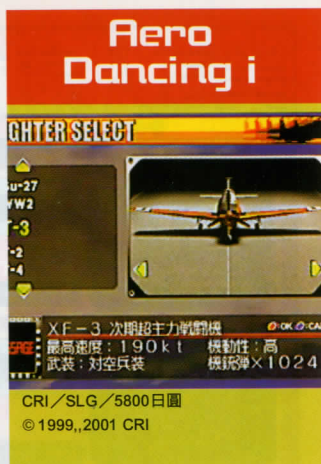 Aero
Dancing i
GHTER SELECT
Su-27
WW2
T-3
-2
-4
XF－3 次期超主力戦闘機
OK CA
最高速度：190kt 機動性：高
武装：対空兵装 機銃弾×1024
CRI／SLG／5800日圓
©1999,,2001 CRI